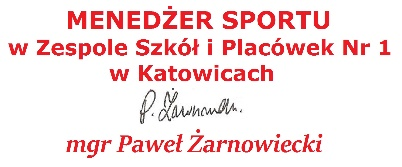 MENEDŻER SPORTU
w Zespole Szkół i Placówek Nr 1
w Katowicach
mgr Paweł Żarnowiecki